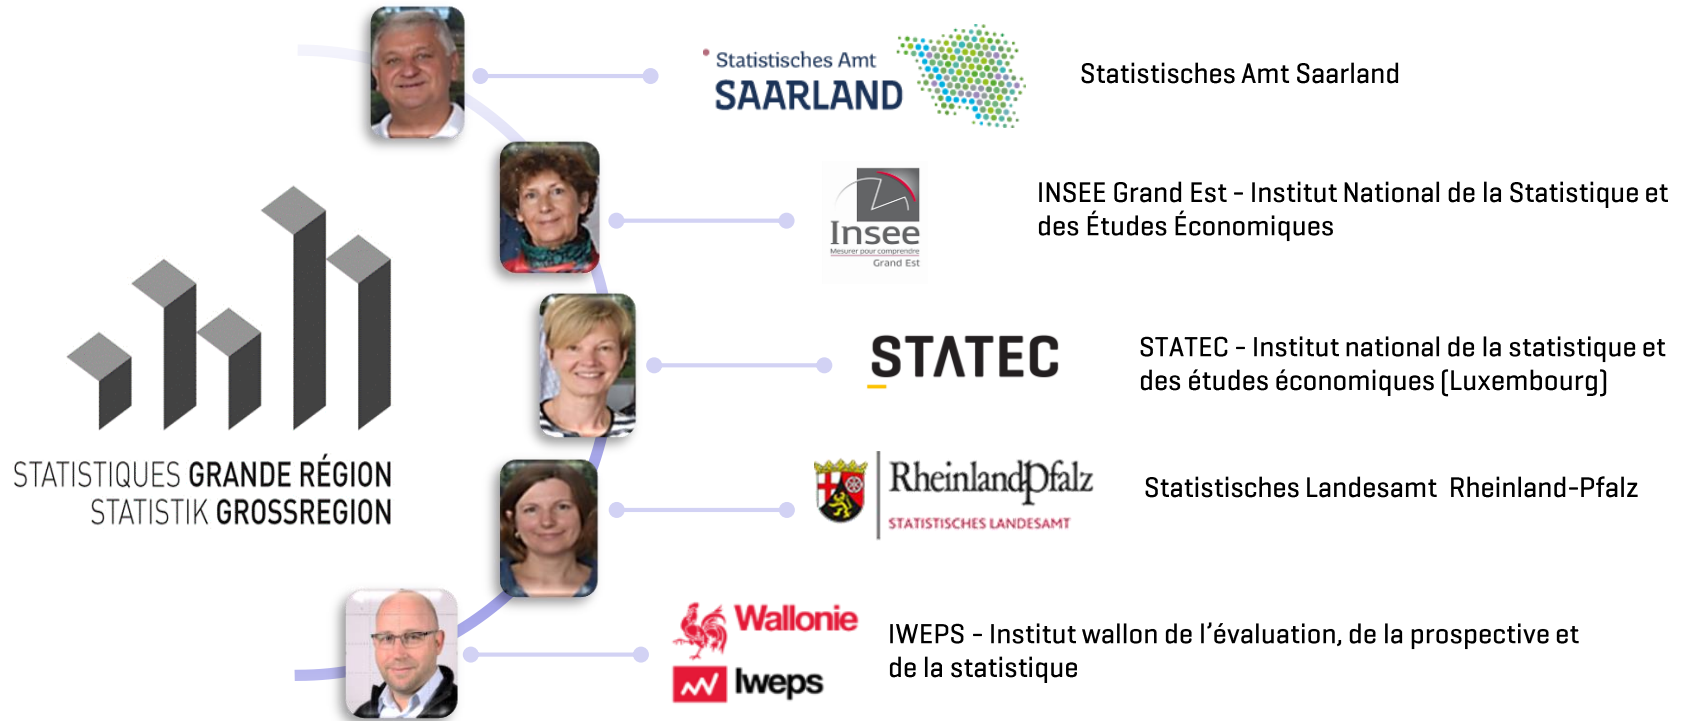 Statistisches Amt
SAARLAND
Statistisches Amt Saarland
Insee
Mesurer pour comprendre
Grand Est
INSEE Grand Est - Institut National de la Statistique et
des Études Économiques
STATEC
STATEC - Institut national de la statistique et
des études économiques (Luxembourg)
STATISTIQUES GRANDE RÉGION
STATISTIK GROSSREGION
RheinlandPfalz
STATISTISCHES LANDESAMT
Statistisches Landesamt Rheinland-Pfalz
Wallonie
Iweps
IWEPS - Institut wallon de l'évaluation, de la prospective et
de la statistique